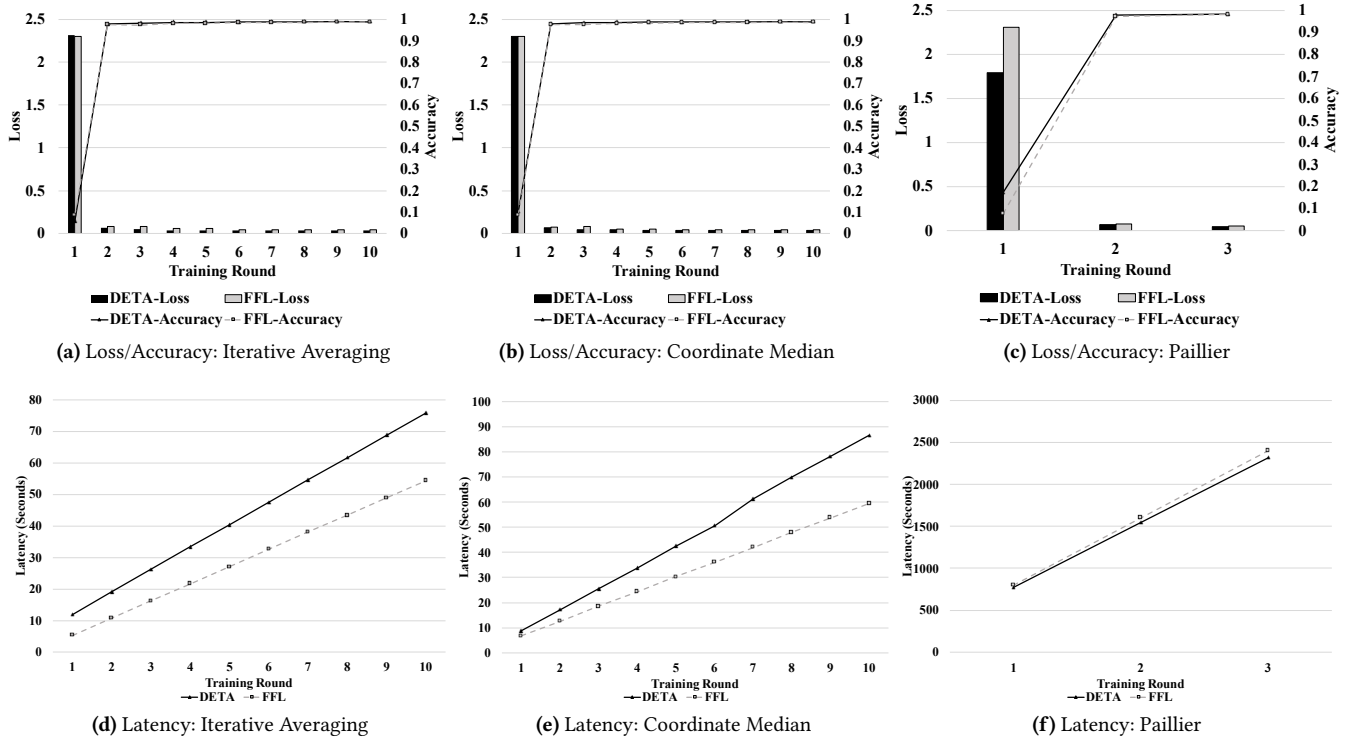 Loss
2.5
2
1.5
1
0.5
0
1
0.9
0.8
0.7
0.6
0.5
0.4
0.3
0.2
0.1
0
Accuracy
1 2 3 4 5 6 7 8 9 10
Training Round
DETA-Loss FFL-Loss
DETA-Accuracy FFL-Accuracy
(a) Loss/Accuracy: Iterative Averaging
Loss
2.5
2
1.5
1
0.5
0
1
0.9
0.8
0.7
0.6
0.5
0.4
0.3
0.2
0.1
0
Accuracy
1 2 3 4 5 6 7 8 9 10
Training Round
DETA-Loss FFL-Loss
DETA-Accuracy FFL-Accuracy
(b) Loss/Accuracy: Coordinate Median
Loss
2.5
2
1.5
1
0.5
0
1
0.9
0.8
0.7
0.6
0.5
0.4
0.3
0.2
0.1
0
Accuracy
1 2 3
Training Round
DETA-Loss FFL-Loss
DETA-Accuracy FFL-Accuracy
(c) Loss/Accuracy: Paillier
Latency (Seconds)
80
70
60
50
40
30
20
10
0
1 2 3 4 5 6 7 8 9 10
Training Round
DETA FFL
(d) Latency: Iterative Averaging
Latency (Seconds)
100
90
80
70
60
50
40
30
20
10
0
1 2 3 4 5 6 7 8 9 10
Training Round
DETA FFL
(e) Latency: Coordinate Median
Latency (Seconds)
3000
2500
2000
1500
1000
500
0
1 2 3
Training Round
DETA FFL
(f) Latency: Paillier